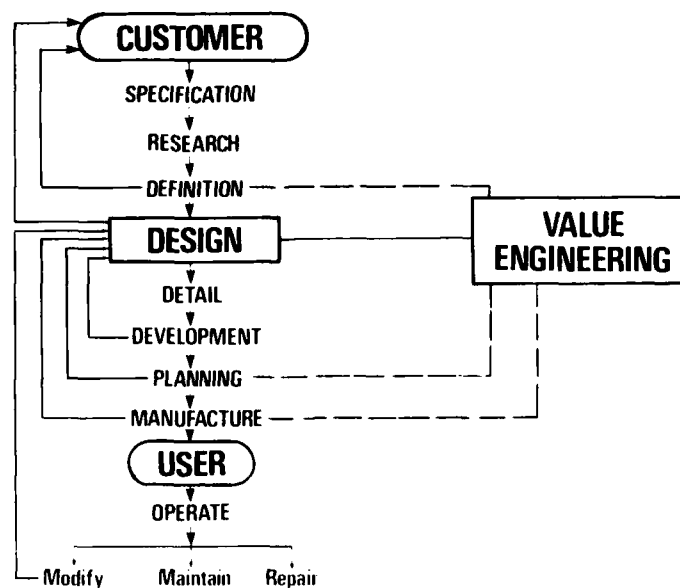 CUSTOMER
SPECIFICATION
RESEARCH
DEFINITION
DESIGN
VALUE
ENGINEERING
DETAIL
DEVELOPMENT
PLANNING
MANUFACTURE
USER
OPERATE
Modify Maintain Repair